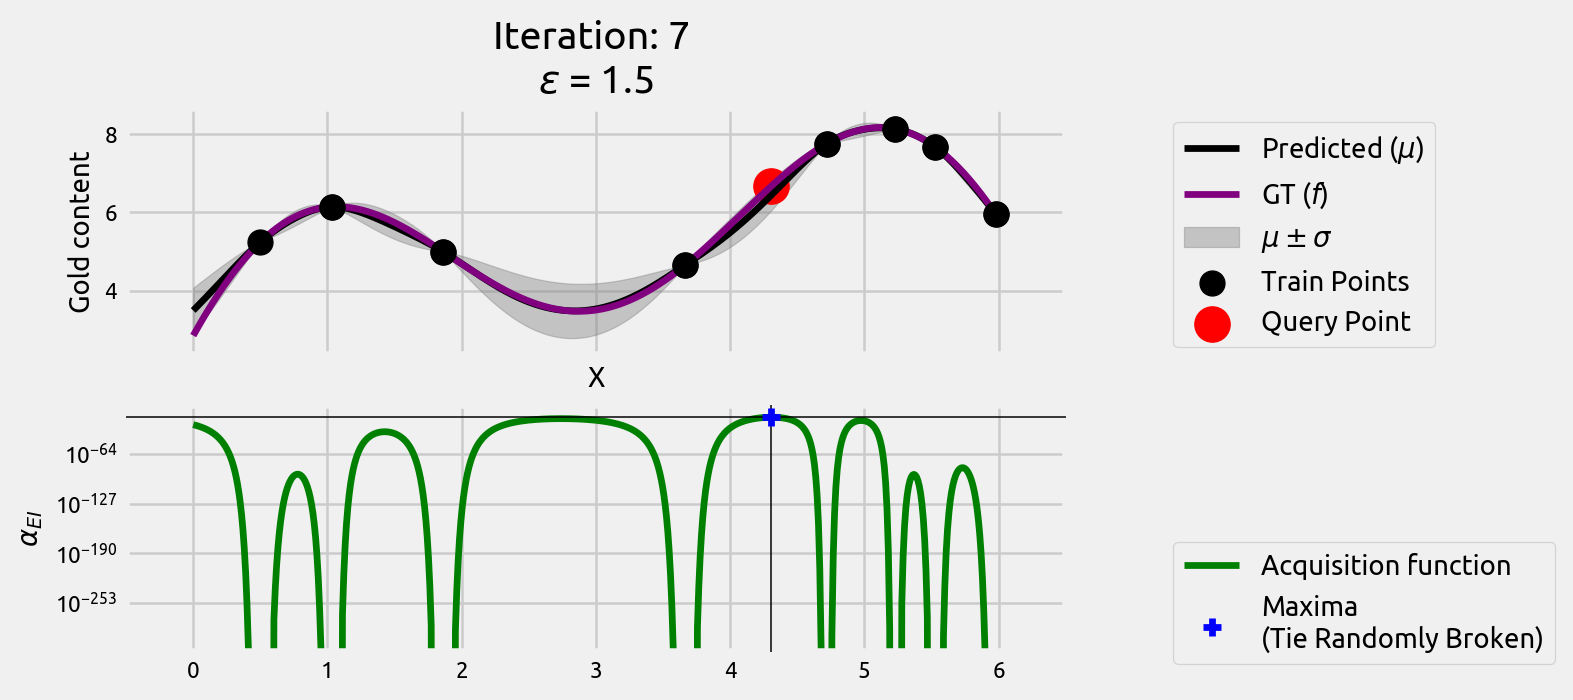 Iteration: 7
ε = 1.5
Gold content
8
6
4
X
Predicted (μ)
GT (f)
μ ± σ
Train Points
Query Point
α_EI
10^−64
10^−127
10^−190
10^−253
0 1 2 3 4 5 6
Acquisition function
Maxima
(Tie Randomly Broken)